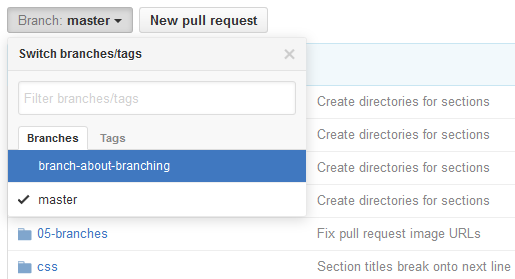 Branch: master
New pull request
Switch branches/tags
Filter branches/tags
Branches Tags
branch-about-branching
master
Create directories for sections
Create directories for sections
Create directories for sections
Create directories for sections
05-branches Fix pull request image URLs
css Section titles break onto next line